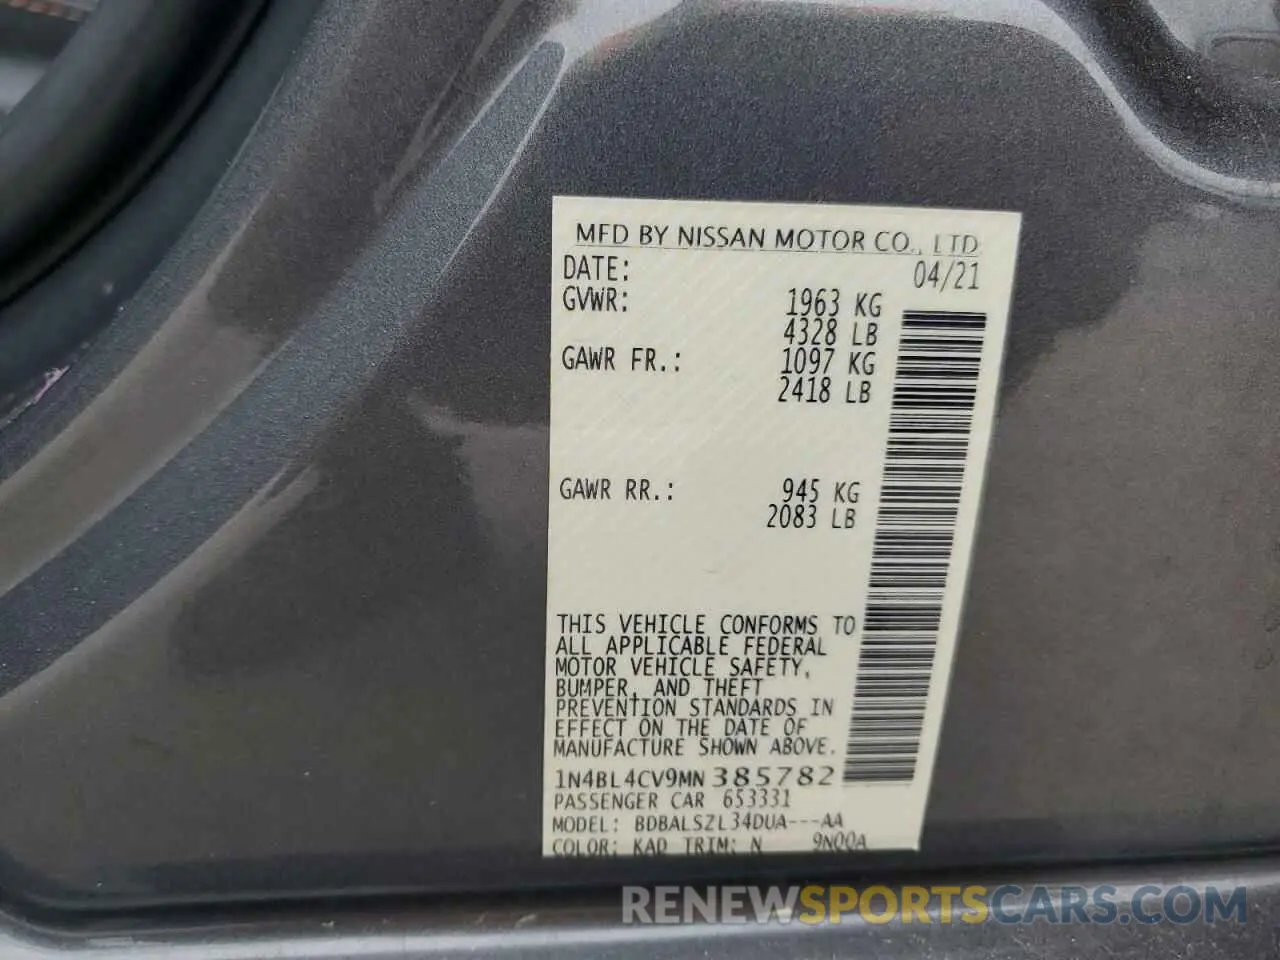 MFD BY NISSAN MOTOR CO., LTD
DATE: 04/21
GVWR: 1963 KG
4328 LB
GAWR FR.: 1097 KG
2418 LB
GAWR RR.: 945 KG
2083 LB
THIS VEHICLE CONFORMS TO
ALL APPLICABLE FEDERAL
MOTOR VEHICLE SAFETY,
BUMPER, AND THEFT
PREVENTION STANDARDS IN
EFFECT ON THE DATE OF
MANUFACTURE SHOWN ABOVE.
1N4BL4CV9MN385782
PASSENGER CAR 653331
MODEL: BDBALSZL34DUA---AA
COLOR: KAD TRIM: N 9N00A
RENEWSPORTSCARS.COM